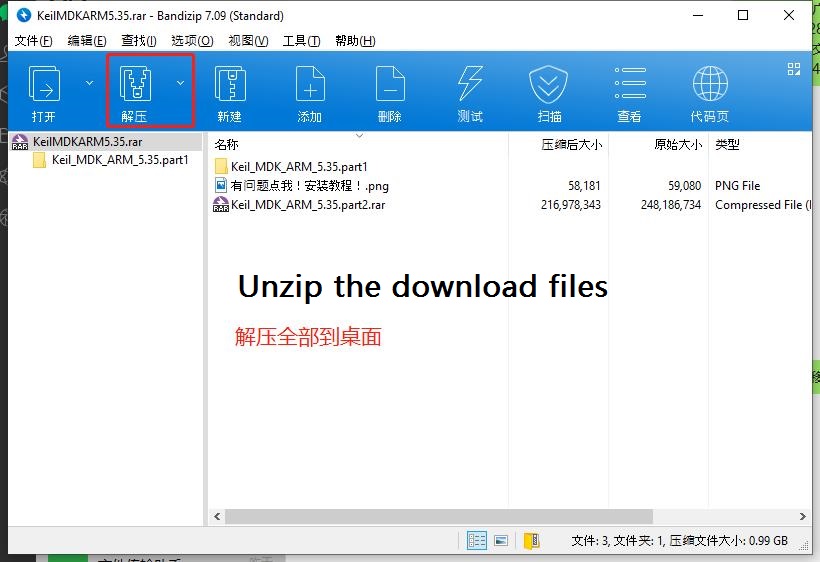 KeilMDKARM5.35.rar - Bandizip 7.09 (Standard)
文件(F) 编辑(E) 查找(I) 选项(O) 视图(V) 工具(T) 帮助(H)
打开 解压 新建 添加 删除 测试 扫描 查看 代码页
KeilMDKARM5.35.rar
Keil_MDK_ARM_5.35.part1
名称 压缩后大小 原始大小 类型
Keil_MDK_ARM_5.35.part1
有问题点我！安装教程！.png 58,181 59,080 PNG File
Keil_MDK_ARM_5.35.part2.rar 216,978,343 248,186,734 Compressed File (
Unzip the download files
解压全部到桌面
文件: 3, 文件夹: 1, 压缩文件大小: 0.99 GB